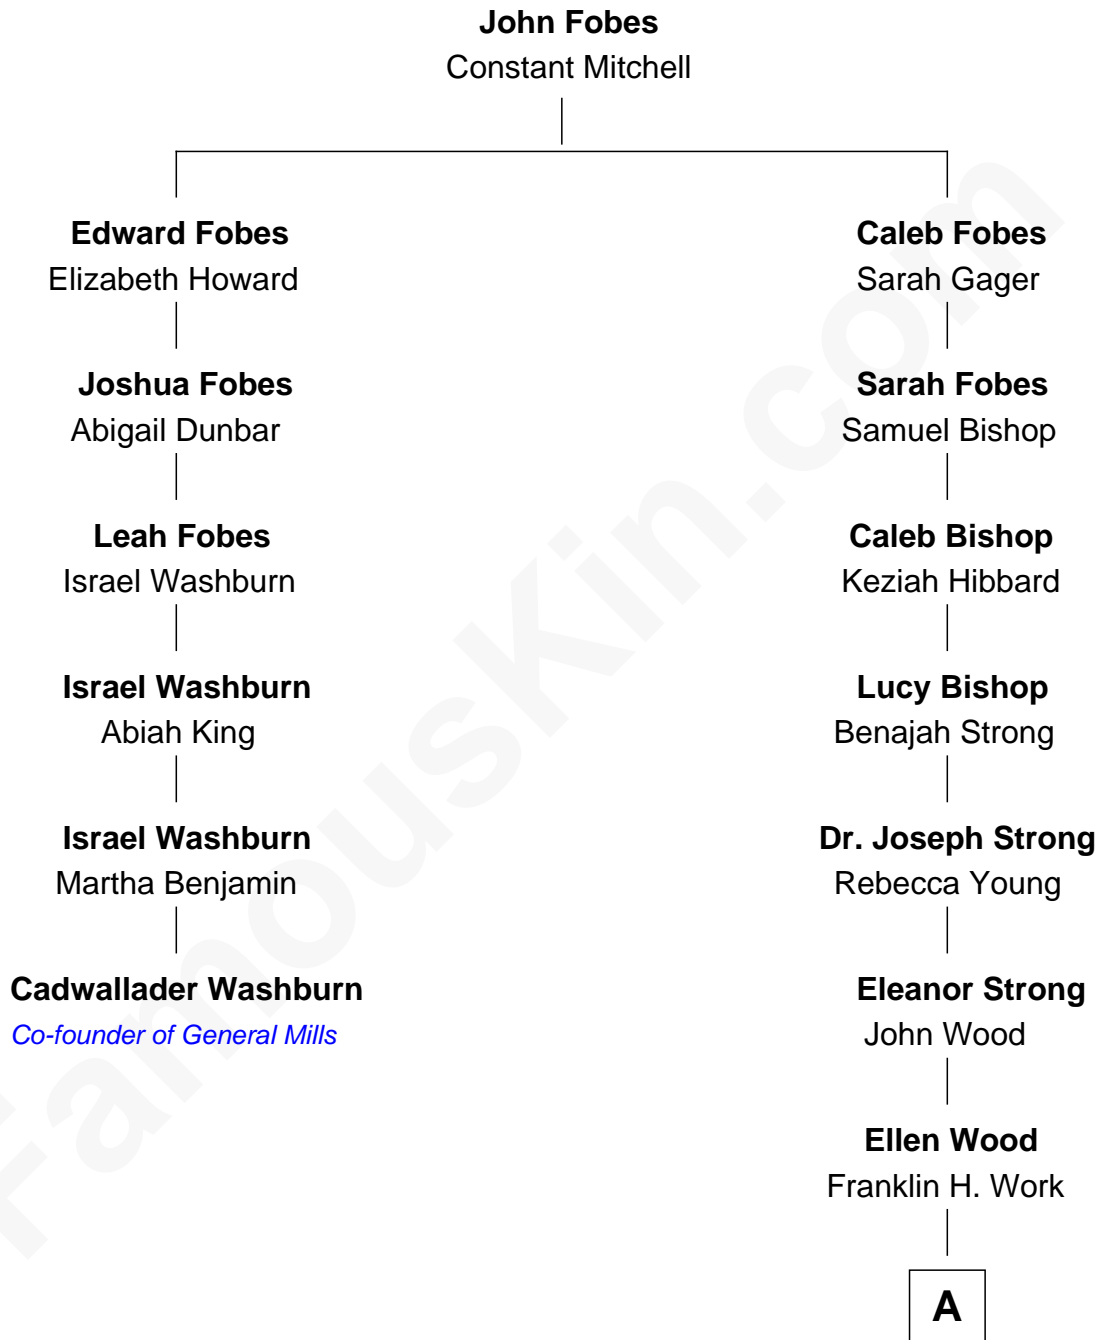 John Fobes
Constant Mitchell
Edward Fobes
Elizabeth Howard
Caleb Fobes
Sarah Gager
Joshua Fobes
Abigail Dunbar
Sarah Fobes
Samuel Bishop
Leah Fobes
Israel Washburn
Caleb Bishop
Keziah Hibbard
Israel Washburn
Abiah King
Lucy Bishop
Benajah Strong
Israel Washburn
Martha Benjamin
Dr. Joseph Strong
Rebecca Young
Cadwallader Washburn
Co-founder of General Mills
Eleanor Strong
John Wood
Ellen Wood
Franklin H. Work
A
FamousKin.com